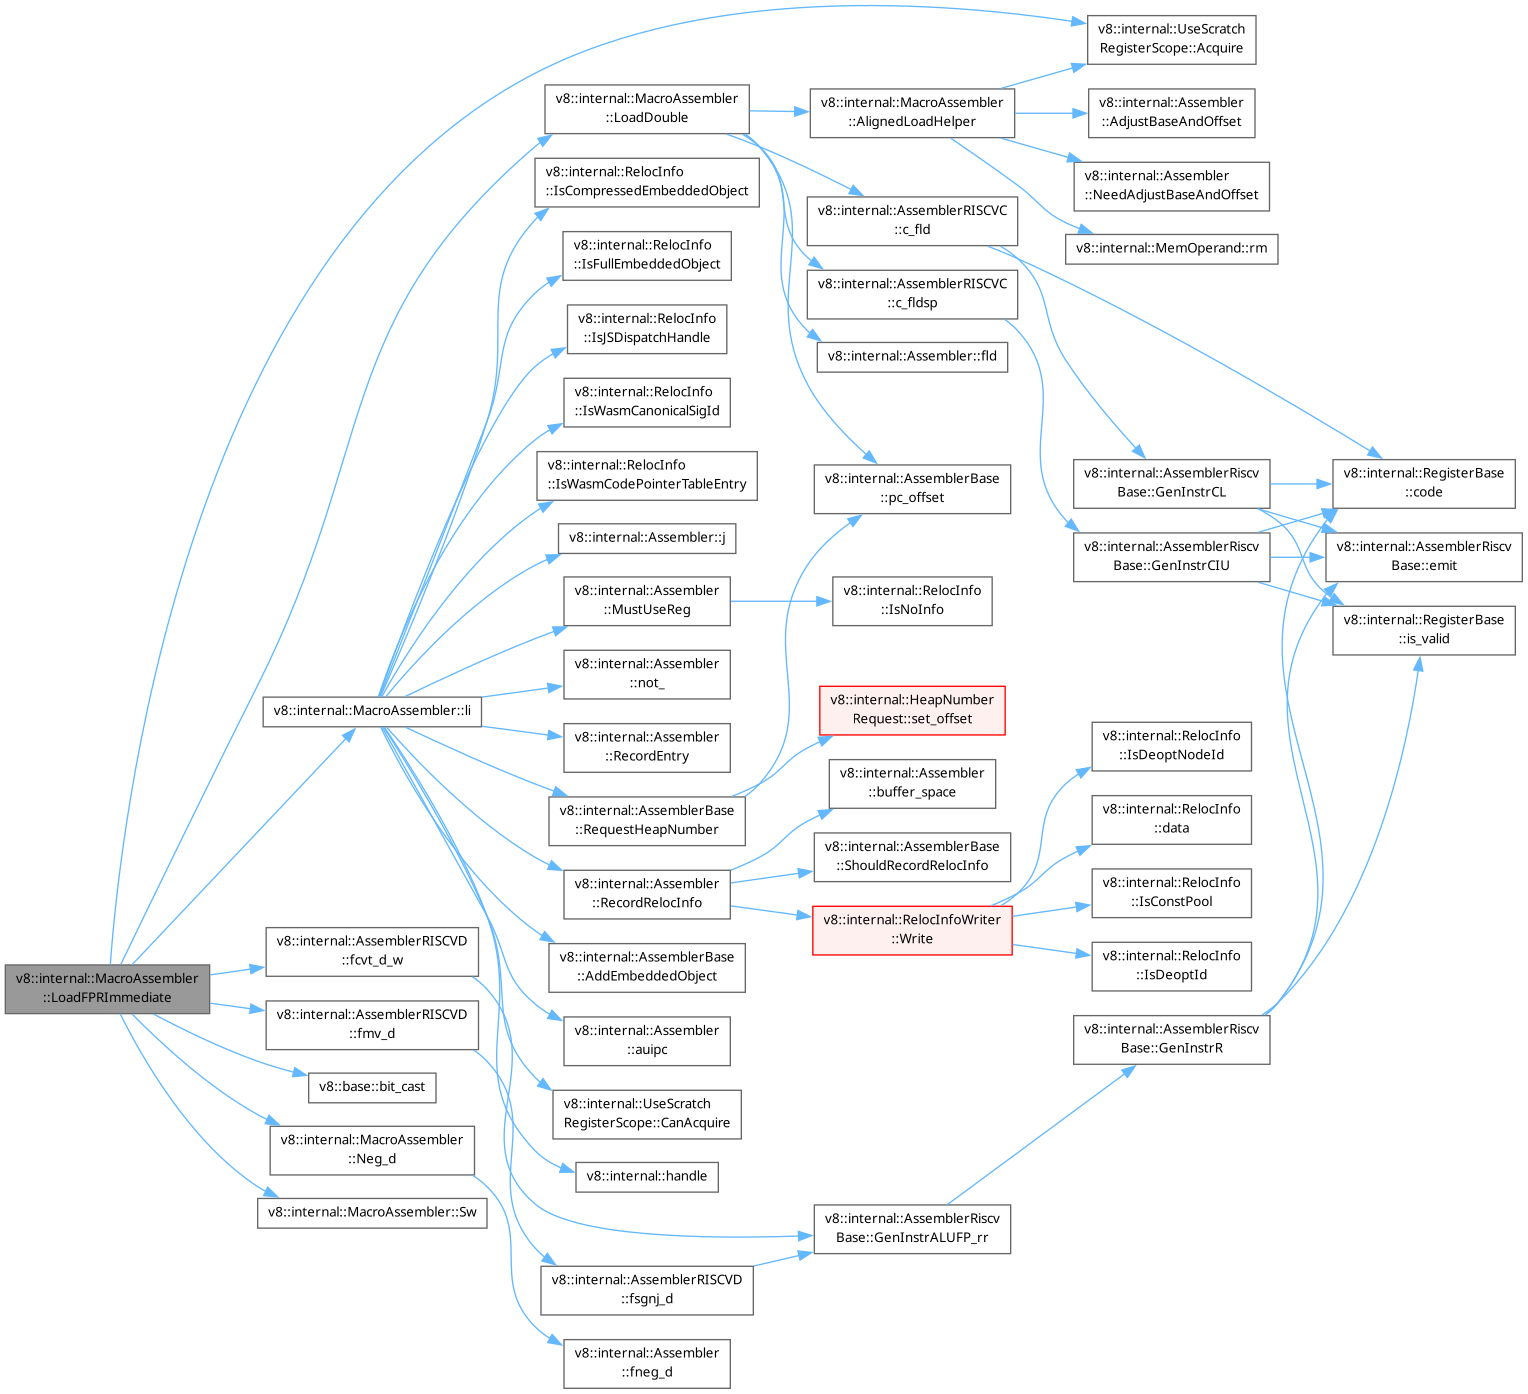 v8::internal::MacroAssembler
::LoadFPRImmediate
v8::internal::MacroAssembler::li
v8::internal::AssemblerRISCVD
::fcvt_d_w
v8::internal::AssemblerRISCVD
::fmv_d
v8::base::bit_cast
v8::internal::MacroAssembler
::Neg_d
v8::internal::MacroAssembler::Sw
v8::internal::MacroAssembler
::LoadDouble
v8::internal::RelocInfo
::IsCompressedEmbeddedObject
v8::internal::RelocInfo
::IsFullEmbeddedObject
v8::internal::RelocInfo
::IsJSDispatchHandle
v8::internal::RelocInfo
::IsWasmCanonicalSigId
v8::internal::RelocInfo
::IsWasmCodePointerTableEntry
v8::internal::Assembler::j
v8::internal::Assembler
::MustUseReg
v8::internal::Assembler
::not_
v8::internal::Assembler
::RecordEntry
v8::internal::AssemblerBase
::RequestHeapNumber
v8::internal::Assembler
::RecordRelocInfo
v8::internal::AssemblerBase
::AddEmbeddedObject
v8::internal::Assembler
::auipc
v8::internal::UseScratch
RegisterScope::CanAcquire
v8::internal::handle
v8::internal::AssemblerRISCVD
::fsgnj_d
v8::internal::Assembler
::fneg_d
v8::internal::MacroAssembler
::AlignedLoadHelper
v8::internal::AssemblerRISCVC
::c_fld
v8::internal::AssemblerRISCVC
::c_fldsp
v8::internal::Assembler::fld
v8::internal::AssemblerBase
::pc_offset
v8::internal::RelocInfo
::IsNoInfo
v8::internal::HeapNumber
Request::set_offset
v8::internal::Assembler
::buffer_space
v8::internal::AssemblerBase
::ShouldRecordRelocInfo
v8::internal::RelocInfoWriter
::Write
v8::internal::AssemblerRiscv
Base::GenInstrALUFP_rr
v8::internal::UseScratch
RegisterScope::Acquire
v8::internal::Assembler
::AdjustBaseAndOffset
v8::internal::Assembler
::NeedAdjustBaseAndOffset
v8::internal::MemOperand::rm
v8::internal::AssemblerRiscv
Base::GenInstrCL
v8::internal::AssemblerRiscv
Base::GenInstrCIU
v8::internal::RelocInfo
::IsDeoptNodeId
v8::internal::RelocInfo
::data
v8::internal::RelocInfo
::IsConstPool
v8::internal::RelocInfo
::IsDeoptId
v8::internal::AssemblerRiscv
Base::GenInstrR
v8::internal::RegisterBase
::code
v8::internal::AssemblerRiscv
Base::emit
v8::internal::RegisterBase
::is_valid